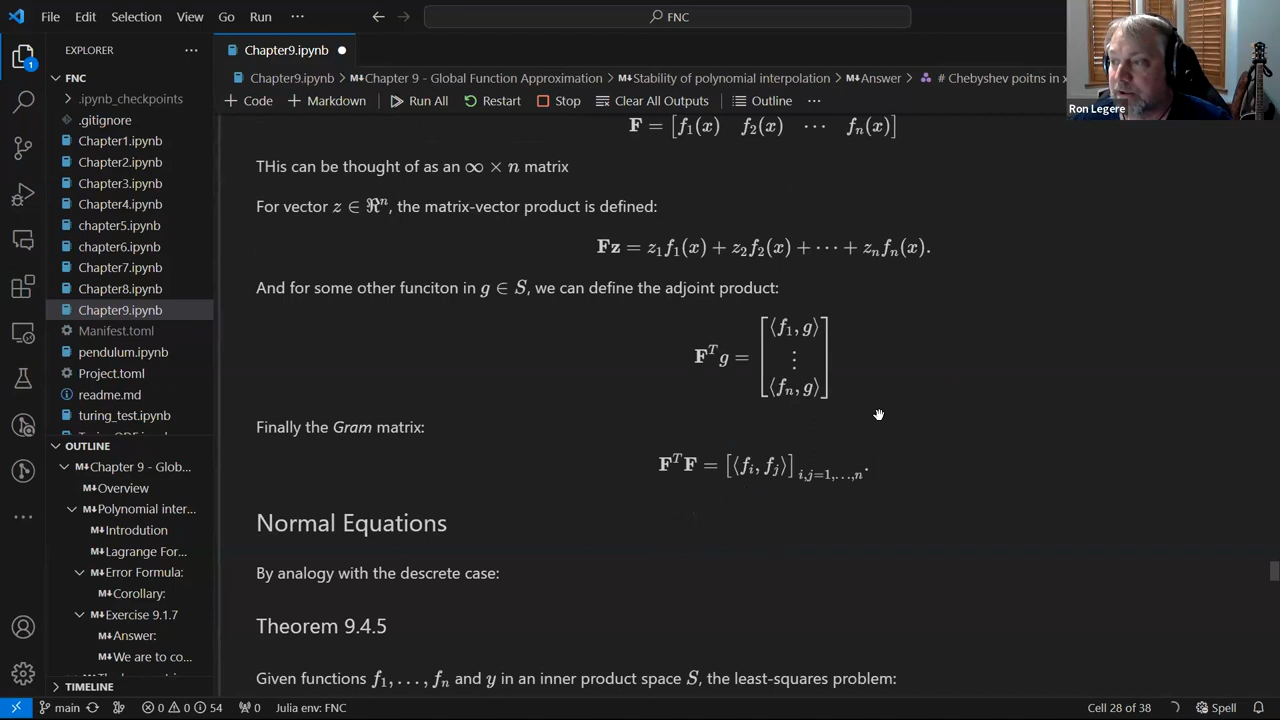 File Edit Selection View Go Run ··· FNC
EXPLORER ···
Chapter9.ipynb
Ron Legere
FNC
Chapter9.ipynb > Chapter 9 - Global Function Approximation > Stability of polynomial interpolation > Answer > # Chebyshev poitns in x
+ Code + Markdown Run All Restart Stop Clear All Outputs Outline ···
.ipynb_checkpoints
.gitignore
Chapter1.ipynb
Chapter2.ipynb
Chapter3.ipynb
Chapter4.ipynb
chapter5.ipynb
chapter6.ipynb
Chapter7.ipynb
Chapter8.ipynb
Chapter9.ipynb
Manifest.toml
pendulum.ipynb
Project.toml
readme.md
turing_test.ipynb
OUTLINE
Chapter 9 - Glob...
Overview
Polynomial inter...
Introdution
Lagrange For...
Error Formula:
Corollary:
Exercise 9.1.7
Answer:
We are to co...
TIMELINE
F = [f₁(x) f₂(x) ··· fₙ(x)]
THis can be thought of as an ∞ × n matrix
For vector z ∈ ℜⁿ, the matrix-vector product is defined:
Fz = z₁f₁(x) + z₂f₂(x) + ··· + zₙfₙ(x).
And for some other funciton in g ∈ S, we can define the adjoint product:
Fᵀg = [⟨f₁, g⟩ ⋮ ⟨fₙ, g⟩]
Finally the Gram matrix:
FᵀF = [⟨fᵢ, fⱼ⟩]ᵢ,ⱼ₌₁,…,ₙ.
Normal Equations
By analogy with the descrete case:
Theorem 9.4.5
Given functions f₁, …, fₙ and y in an inner product space S, the least-squares problem:
main 0 0 54 0 Julia env: FNC Cell 28 of 38 Spell